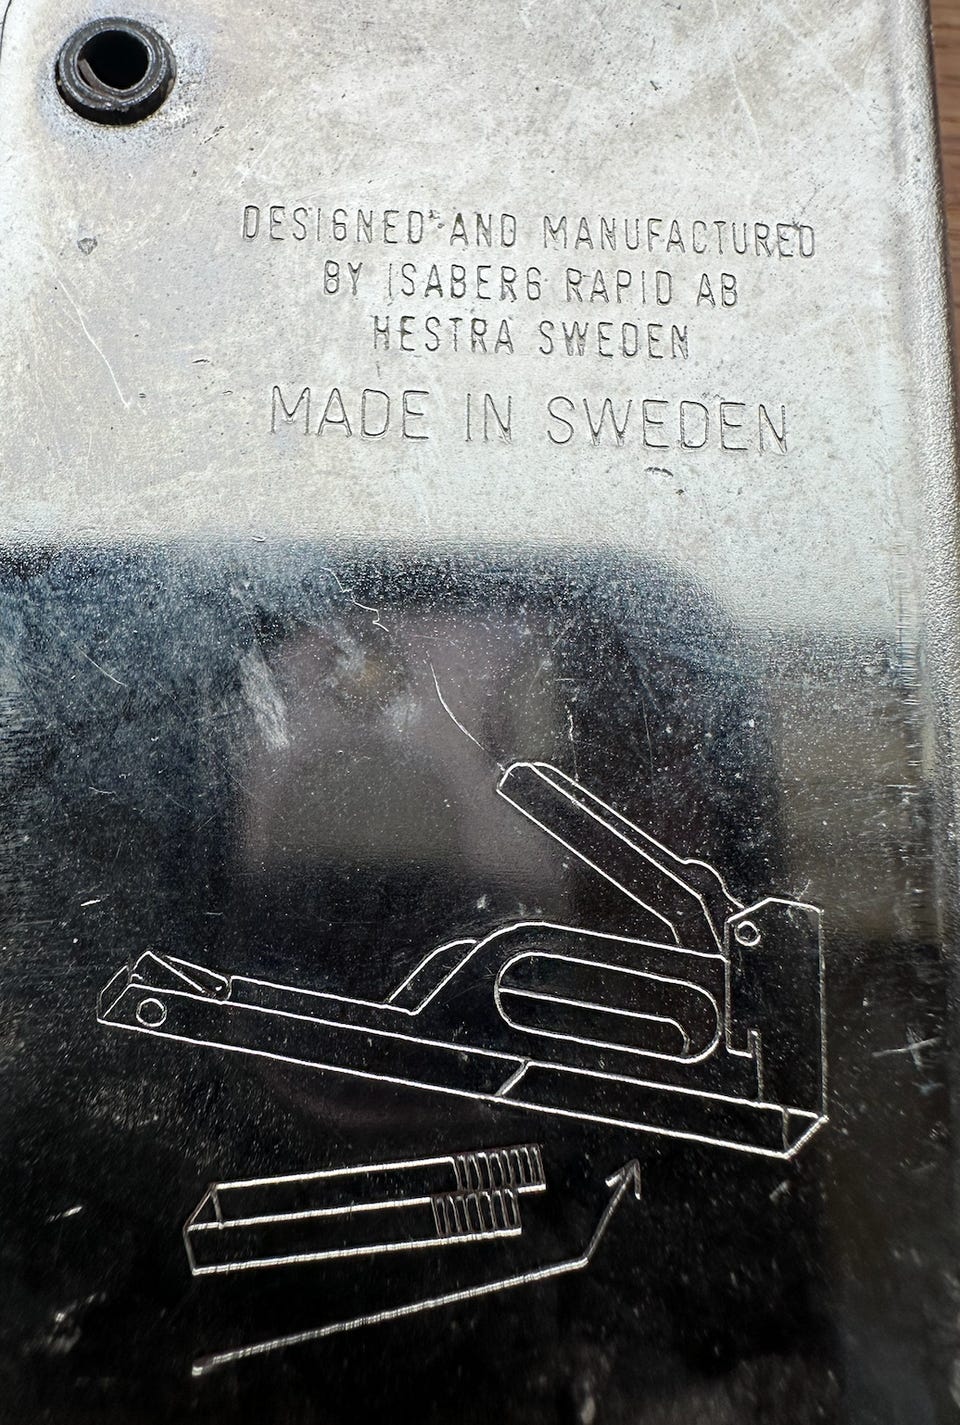 DESIGNED AND MANUFACTURED
BY ISABERG RAPID AB
HESTRA SWEDEN
MADE IN SWEDEN